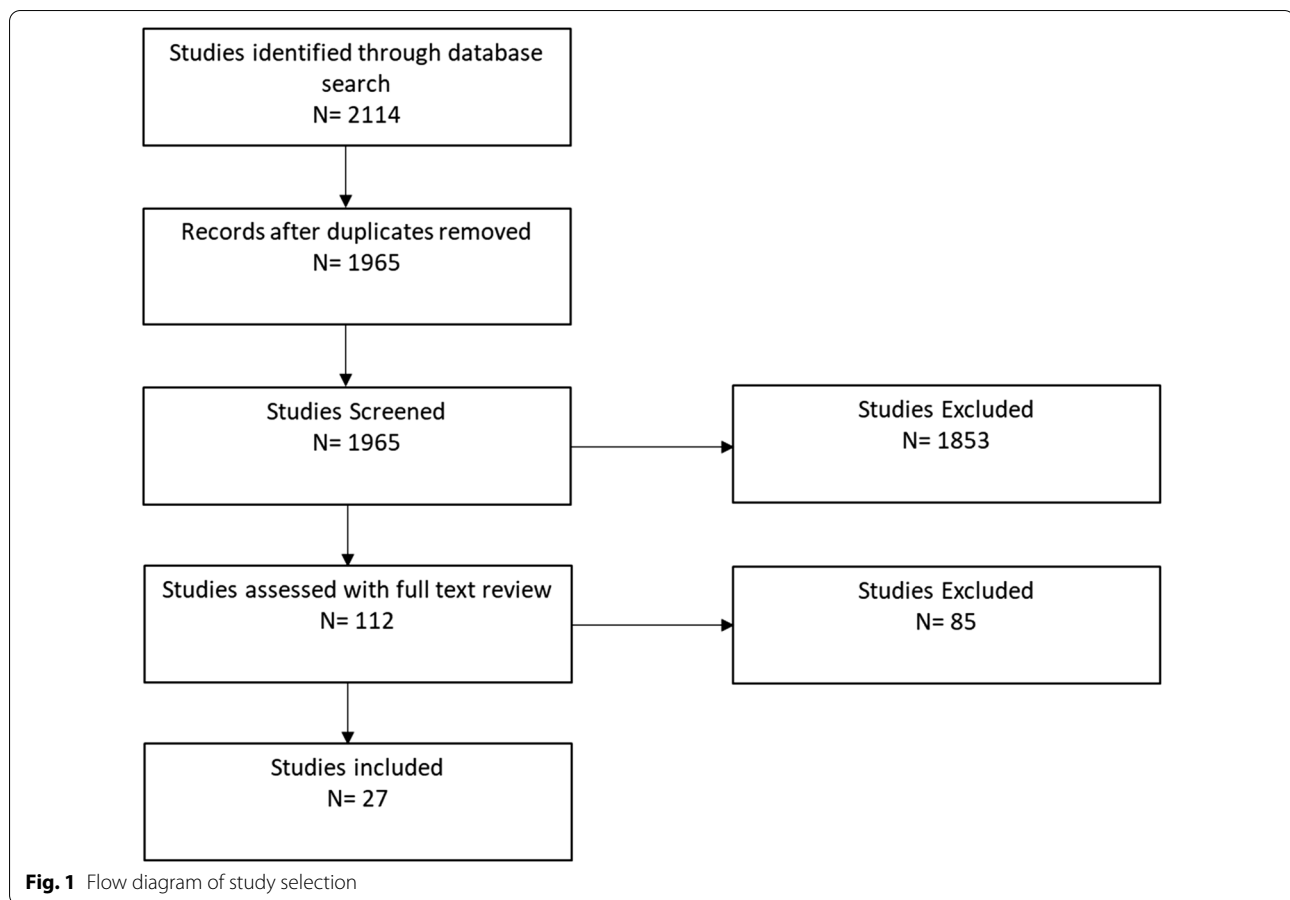 Studies identified through database
search
N= 2114
Records after duplicates removed
N= 1965
Studies Screened
N= 1965
Studies Excluded
N= 1853
Studies assessed with full text review
N= 112
Studies Excluded
N= 85
Studies included
N= 27
Fig. 1 Flow diagram of study selection